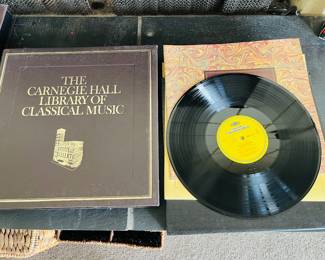 THE
CARNEGIE HALL
LIBRARY OF
CLASSICAL MUSIC